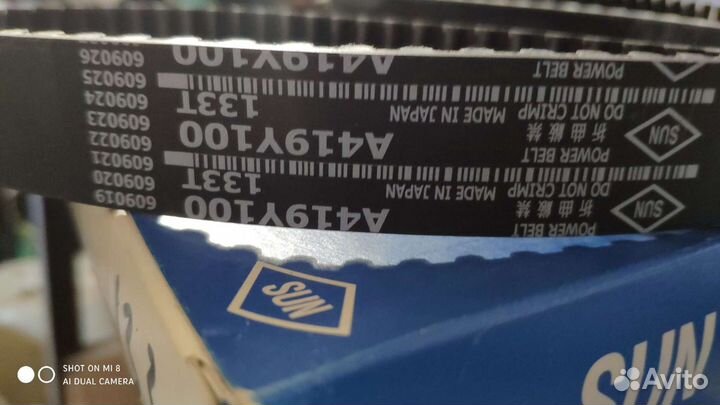 POWER BELT
SUN
折曲厳禁
A419Y100
609019
DO NOT CRIMP MADE IN JAPAN
133T
609020
609021
POWER BELT
609022
SUN
折曲厳禁
A419Y100
609023
DO NOT CRIMP MADE IN JAPAN
133T
609024
609025
POWER BELT
A419Y100
609026
SUN
SUN
SHOT ON MI 8
AI DUAL CAMERA
Avito